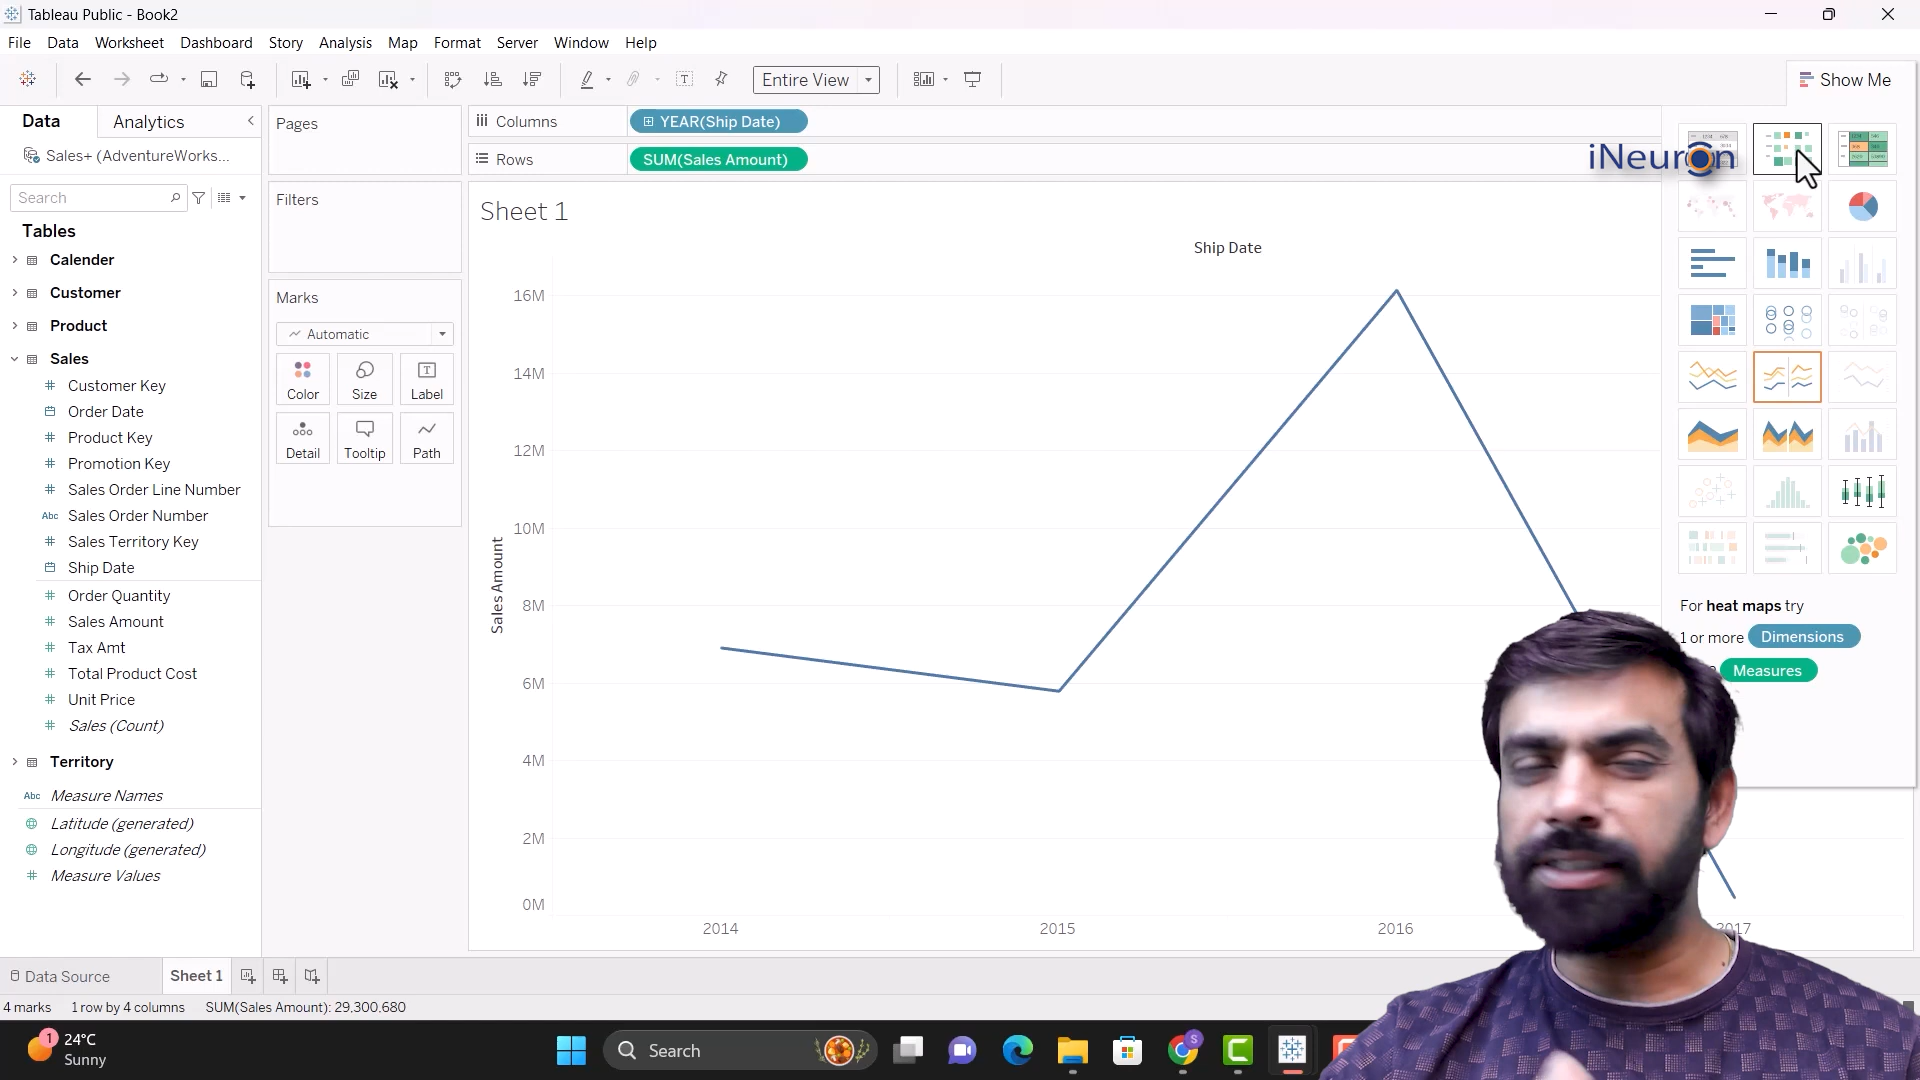 Tableau Public - Book2
File Data Worksheet Dashboard Story Analysis Map Format Server Window Help
Entire View
Show Me
Data
Analytics
Sales+ (AdventureWorks...
Search
Tables
Calender
Customer
Product
Sales
Customer Key
Order Date
Product Key
Promotion Key
Sales Order Line Number
Abc Sales Order Number
Sales Territory Key
Ship Date
Order Quantity
Sales Amount
Tax Amt
Total Product Cost
Unit Price
Sales (Count)
Territory
Abc Measure Names
Latitude (generated)
Longitude (generated)
Measure Values
Pages
Filters
Marks
Automatic
Color Size Label
Detail Tooltip Path
Columns YEAR(Ship Date)
Rows SUM(Sales Amount)
iNeuron
Sheet 1
Ship Date
Sales Amount
16M
14M
12M
10M
8M
6M
4M
2M
0M
2014 2015 2016 2017
For heat maps try
1 or more Dimensions
Measures
Data Source
Sheet 1
4 marks 1 row by 4 columns SUM(Sales Amount): 29,300,680
1
24°C
Sunny
Search
S